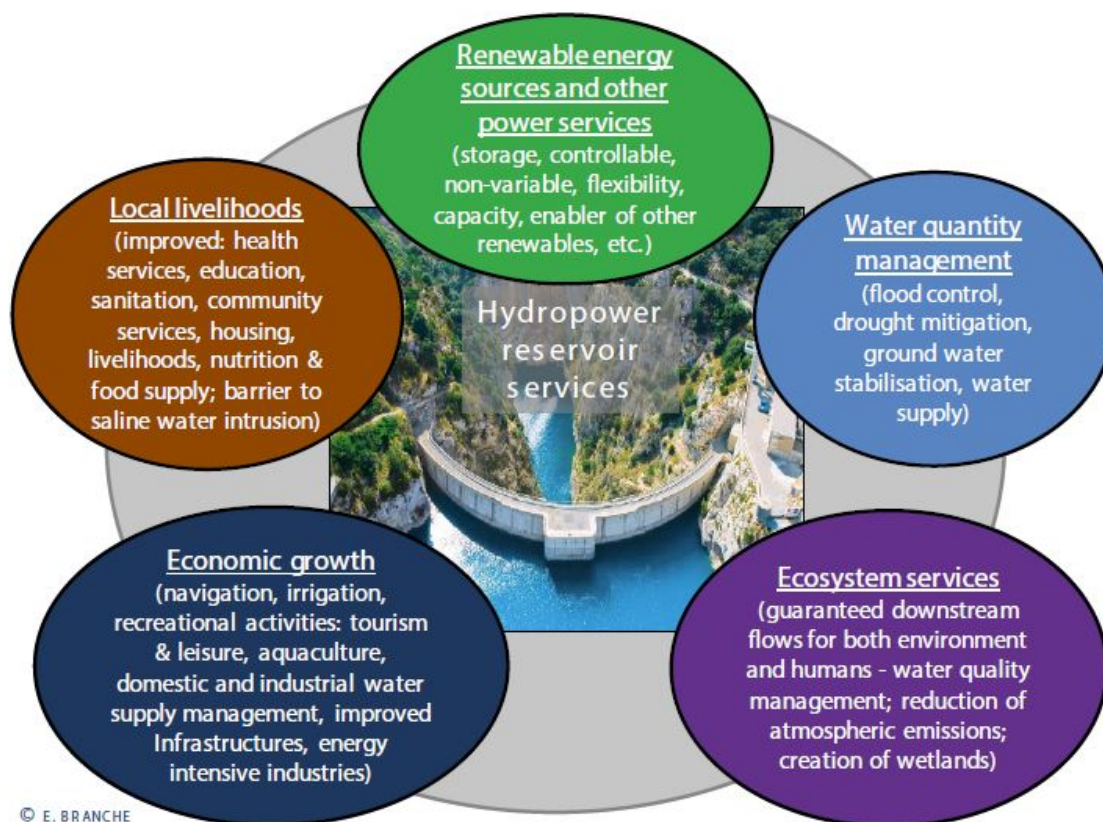 Renewable energy
sources and other
power services
(storage, controllable,
non-variable, flexibility,
capacity, enabler of other
renewables, etc.)
Local livelihoods
(improved: health
services, education,
sanitation, community
services, housing,
livelihoods, nutrition &
food supply; barrier to
saline water intrusion)
Hydropower
reservoir
services
Water quantity
management
(flood control,
drought mitigation,
ground water
stabilisation, water
supply)
Economic growth
(navigation, irrigation,
recreational activities: tourism
& leisure, aquaculture,
domestic and industrial water
supply management, improved
Infrastructures, energy
intensive industries)
Ecosystem services
(guaranteed downstream
flows for both environment
and humans - water quality
management; reduction of
atmospheric emissions;
creation of wetlands)
© E. BRANCHE